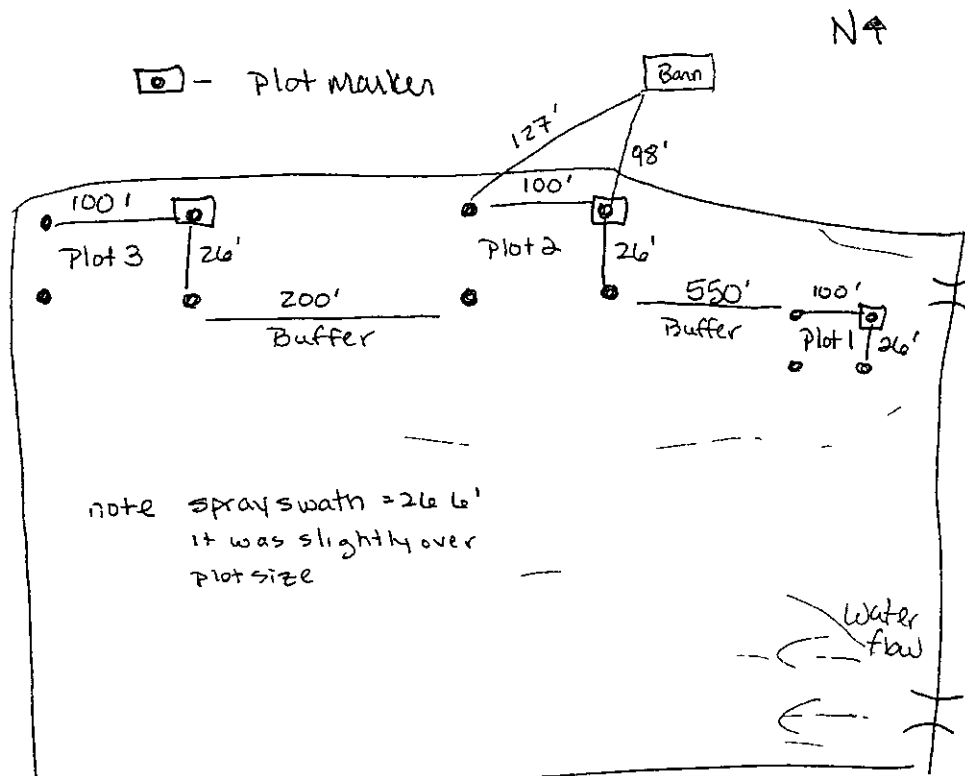 N
- Plot Marker
Barn
127'
98'
100'
100'
Plot 3
26'
Plot 2
26'
200'
Buffer
550'
Buffer
100'
Plot 1
26'
note spray swath = 26 6'
it was slightly over
plot size
Water
flow